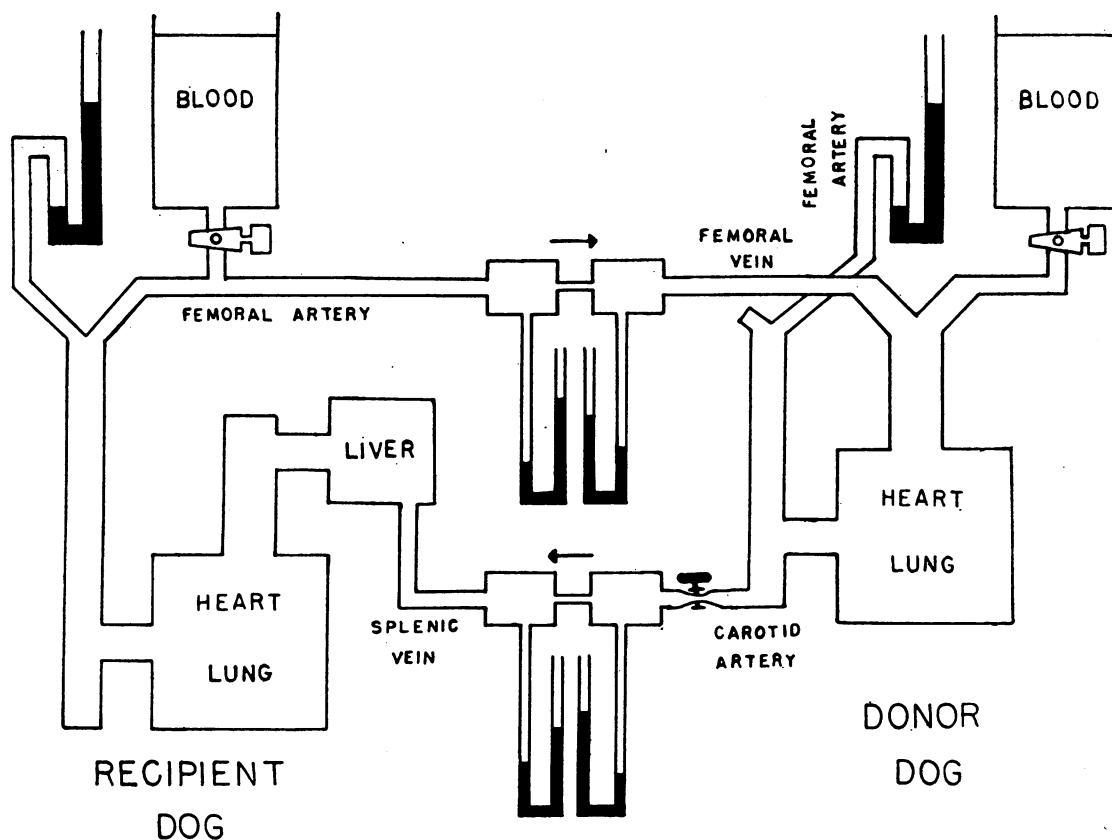 BLOOD
BLOOD
FEMORAL
ARTERY
FEMORAL
VEIN
FEMORAL ARTERY
LIVER
HEART
LUNG
HEART
LUNG
SPLENIC
VEIN
CAROTID
ARTERY
RECIPIENT
DOG
DONOR
DOG